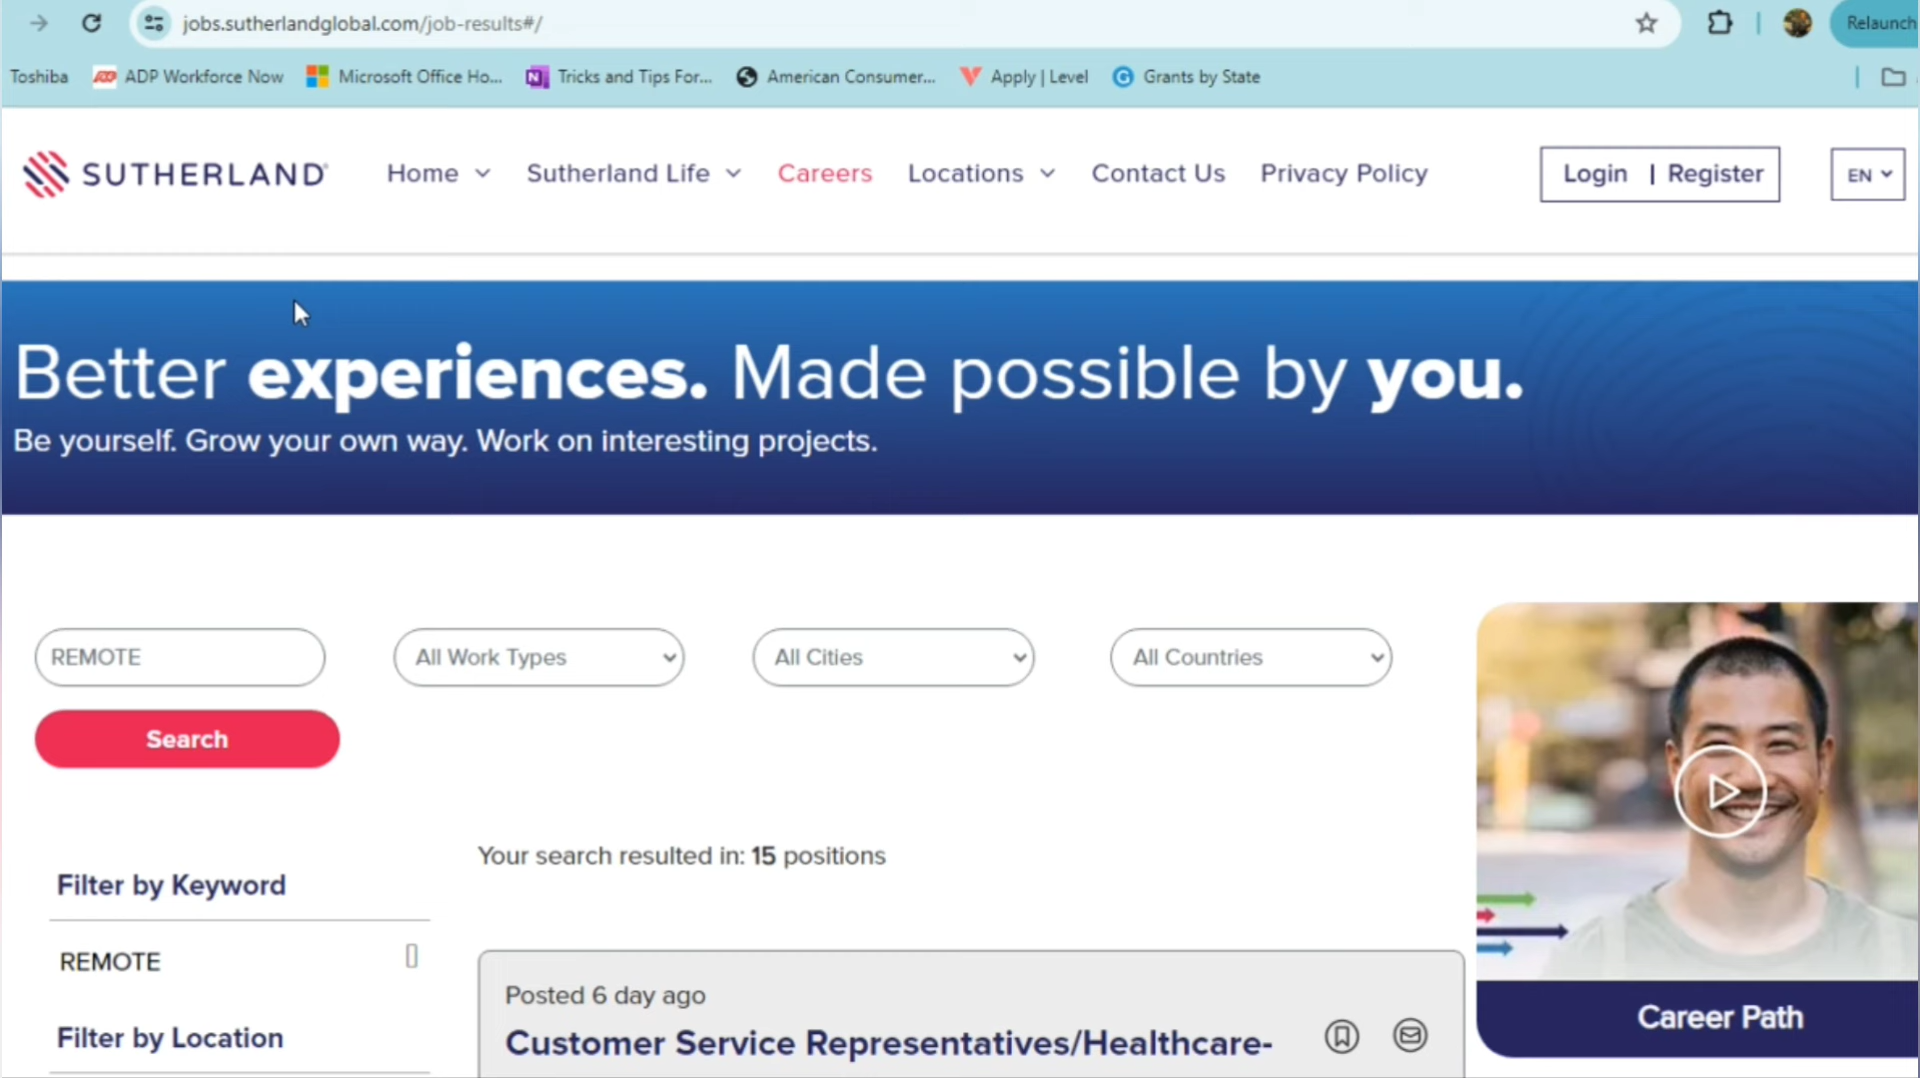 jobs.sutherlandglobal.com/job-results#/
Relaunch
Toshiba ADP Workforce Now Microsoft Office Ho... Tricks and Tips For... American Consumer... Apply | Level Grants by State
SUTHERLAND Home Sutherland Life Careers Locations Contact Us Privacy Policy Login | Register EN
Better experiences. Made possible by you.
Be yourself. Grow your own way. Work on interesting projects.
REMOTE All Work Types All Cities All Countries
Search
Your search resulted in: 15 positions
Filter by Keyword
REMOTE
Filter by Location
Posted 6 day ago
Customer Service Representatives/Healthcare-
Career Path